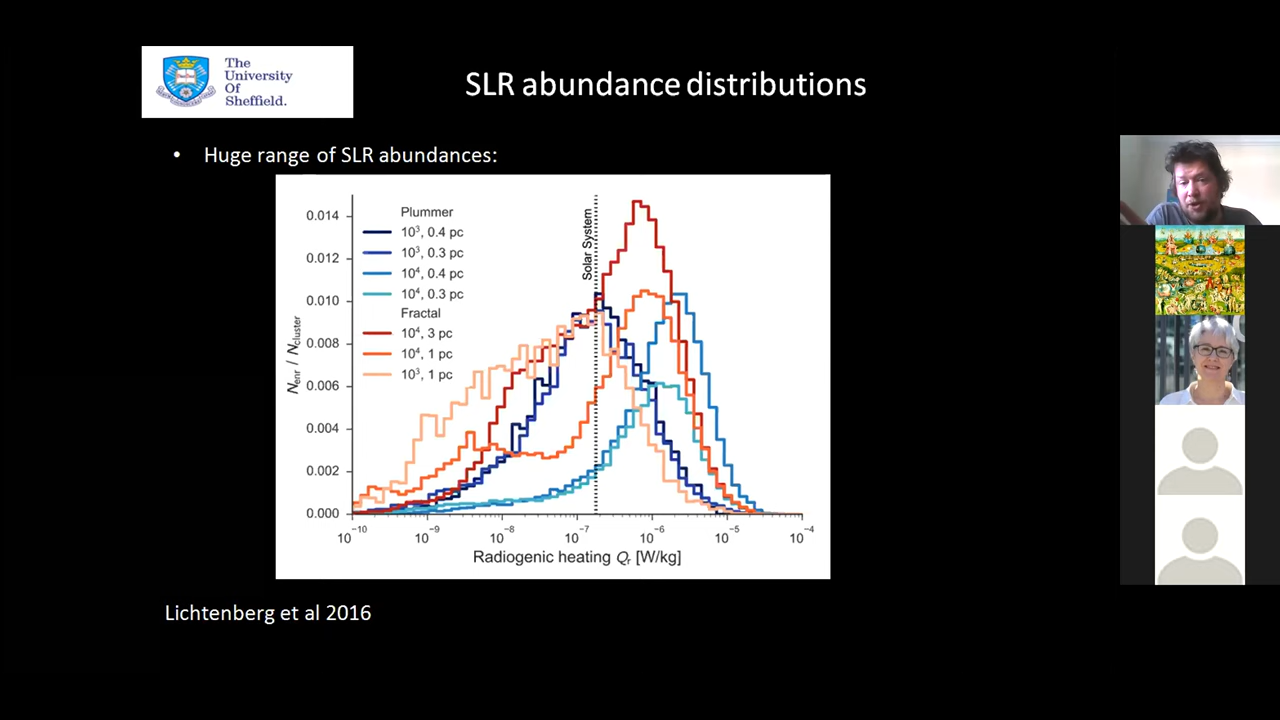 The
University
Of
Sheffield.
SLR abundance distributions
• Huge range of SLR abundances:
Plummer
10³, 0.4 pc
10³, 0.3 pc
10⁴, 0.4 pc
10⁴, 0.3 pc
Fractal
10⁴, 3 pc
10⁴, 1 pc
10³, 1 pc
Solar System
0.014
0.012
0.010
0.008
0.006
0.004
0.002
0.000
Nenr / Ncluster
10⁻¹⁰ 10⁻⁹ 10⁻⁸ 10⁻⁷ 10⁻⁶ 10⁻⁵ 10⁻⁴
Radiogenic heating Qr [W/kg]
Lichtenberg et al 2016